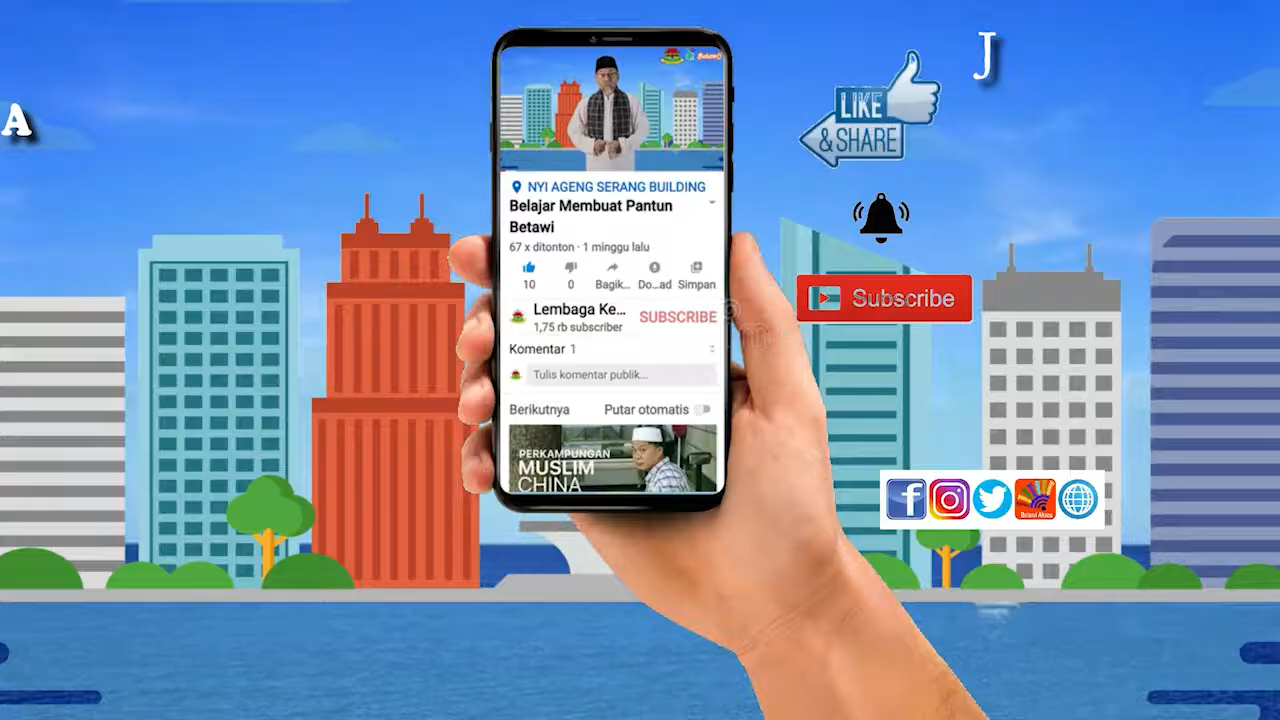 A
J
LIKE
& SHARE
Subscribe
Betawi
NYI AGENG SERANG BUILDING
Belajar Membuat Pantun
Betawi
67 x ditonton · 1 minggu lalu
10
0
Bagik...
Do...ad
Simpan
Lembaga Ke...
1,75 rb subscriber
SUBSCRIBE
Komentar 1
Tulis komentar publik...
Berikutnya
Putar otomatis
PERKAMPUNGAN
MUSLIM
CHINA
f